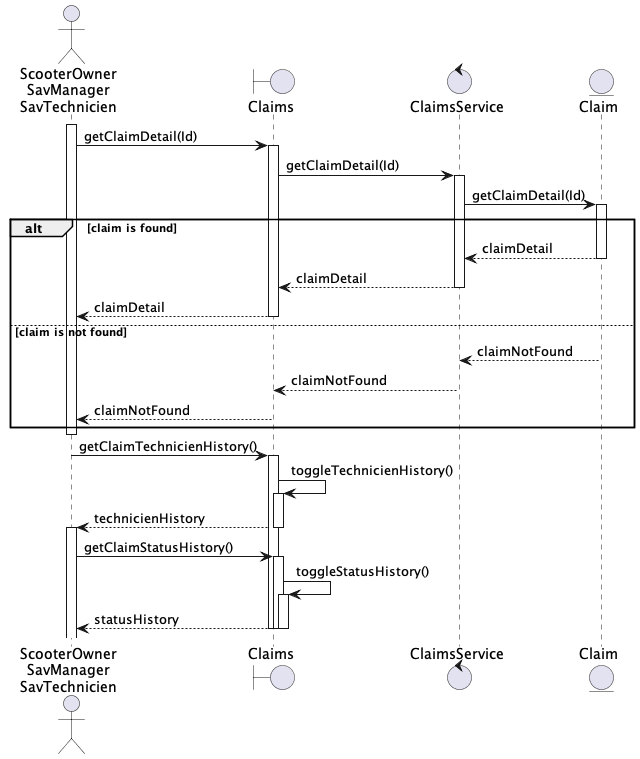 ScooterOwner
SavManager
SavTechnicien
Claims
ClaimsService
Claim
getClaimDetail(Id)
getClaimDetail(Id)
getClaimDetail(Id)
alt
[claim is found]
claimDetail
claimDetail
claimDetail
[claim is not found]
claimNotFound
claimNotFound
claimNotFound
getClaimTechnicienHistory()
toggleTechnicienHistory()
technicienHistory
getClaimStatusHistory()
toggleStatusHistory()
statusHistory
ScooterOwner
SavManager
SavTechnicien
Claims
ClaimsService
Claim